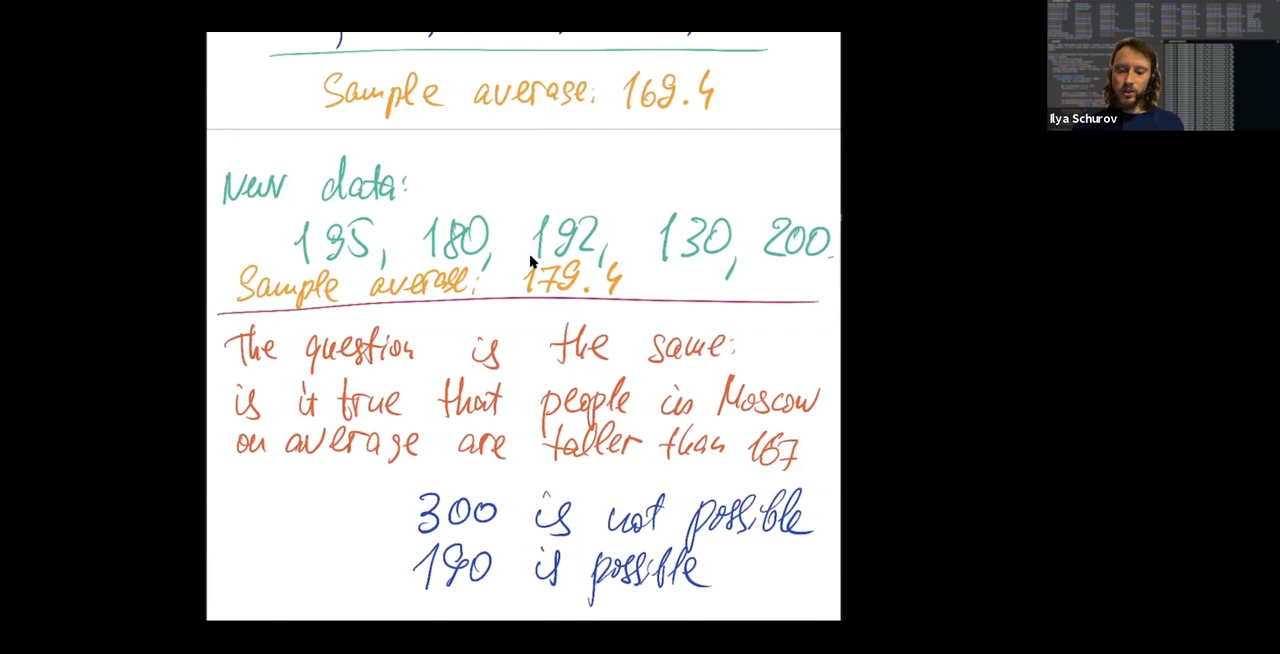 Sample average: 169.4
New data:
195, 180, 192, 130, 200.
Sample average: 179.4
The question is the same:
is it true that people in Moscow
on average are taller than 167
300 is not possible
190 is possible
Ilya Schurov